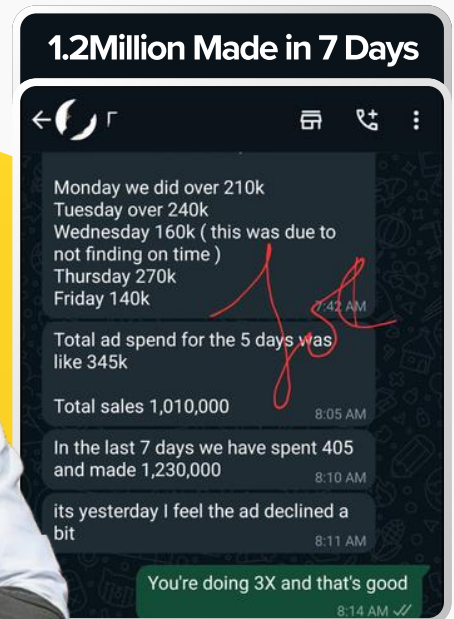 1.2Million Made in 7 Days
Monday we did over 210k
Tuesday over 240k
Wednesday 160k ( this was due to
not finding on time )
Thursday 270k
Friday 140k
7:42 AM
Total ad spend for the 5 days was
like 345k
Total sales 1,010,000
8:05 AM
In the last 7 days we have spent 405
and made 1,230,000
8:10 AM
its yesterday I feel the ad declined a
bit
8:11 AM
You're doing 3X and that's good
8:14 AM